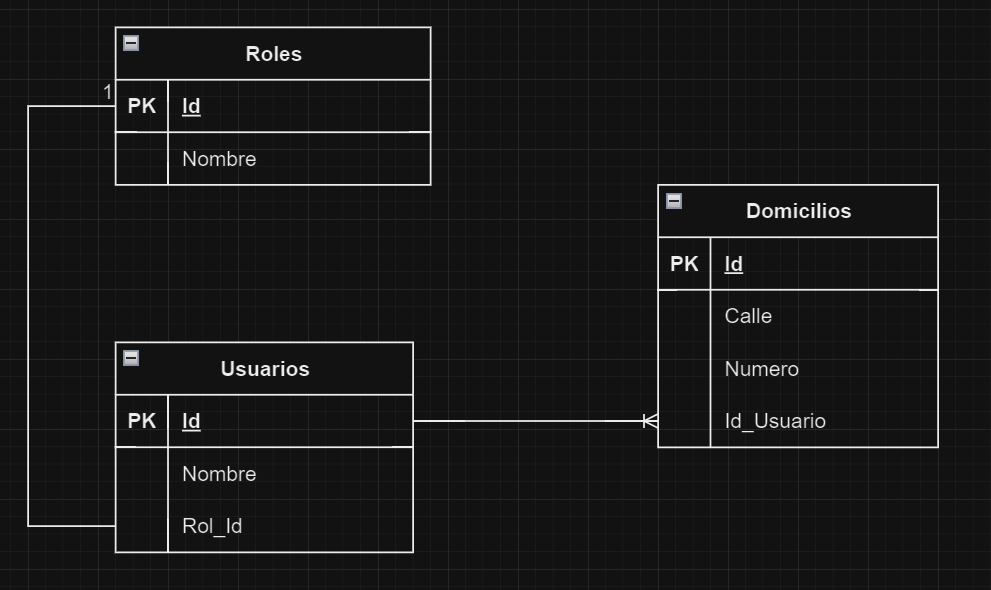 Roles
1
PK Id
Nombre
Domicilios
PK Id
Calle
Numero
Id_Usuario
Usuarios
PK Id
Nombre
Rol_Id